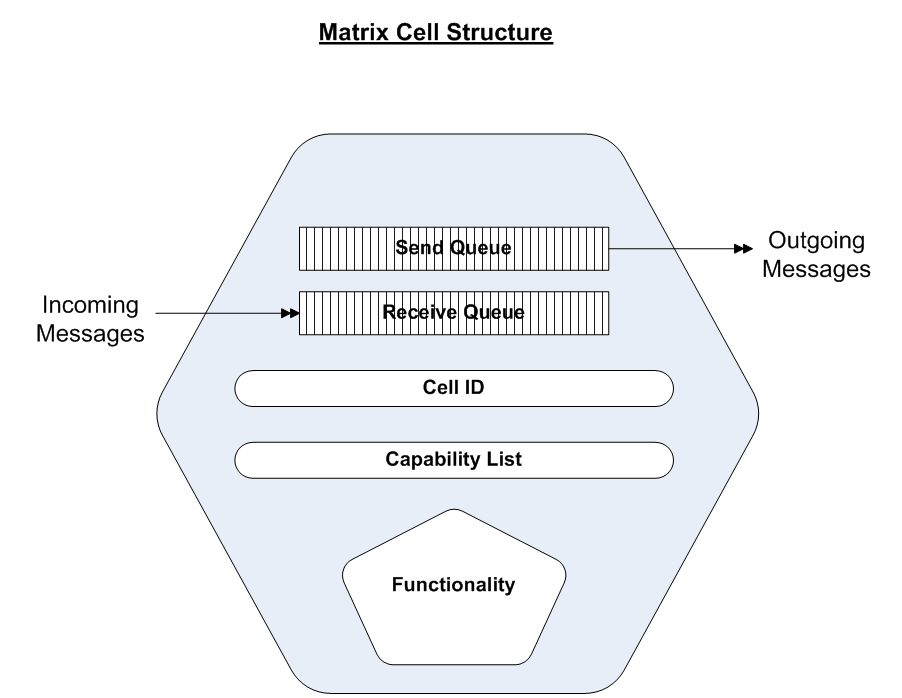 Matrix Cell Structure
Send Queue
Outgoing
Messages
Incoming
Messages
Receive Queue
Cell ID
Capability List
Functionality